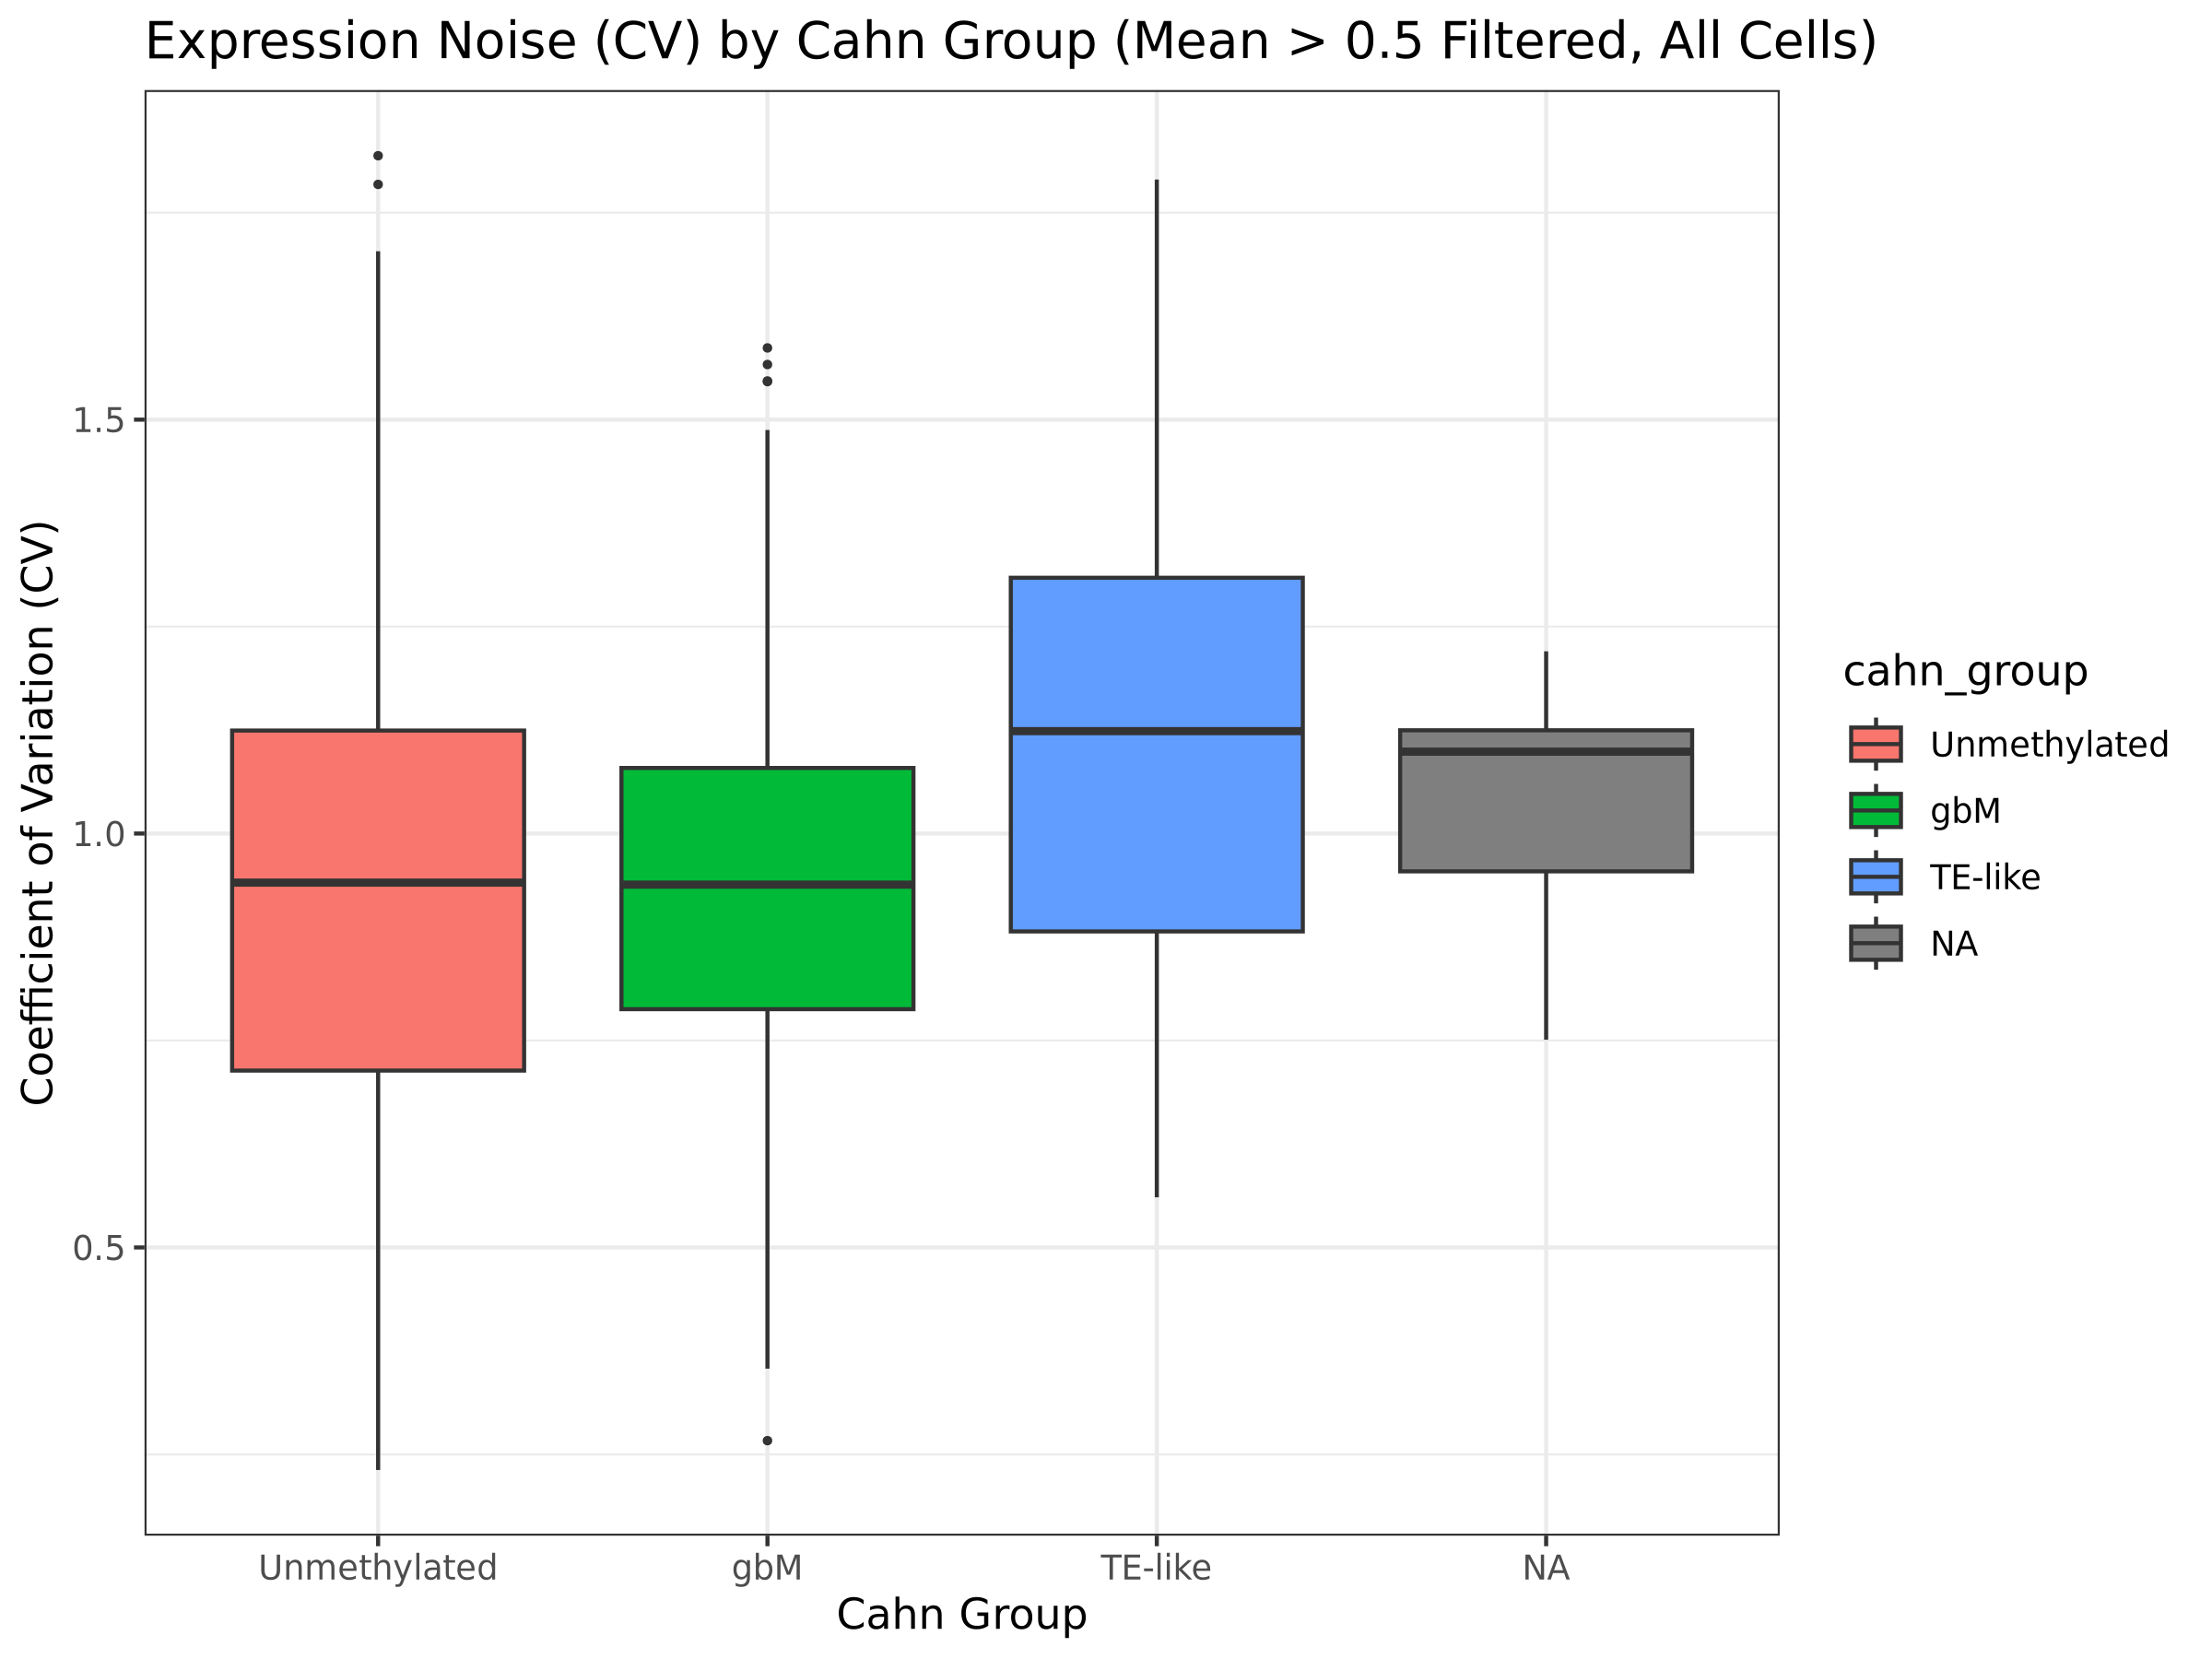 Expression Noise (CV) by Cahn Group (Mean > 0.5 Filtered, All Cells)
Coefficient of Variation (CV)
1.5
1.0
0.5
Unmethylated gbM TE-like NA
Cahn Group
cahn_group
Unmethylated
gbM
TE-like
NA